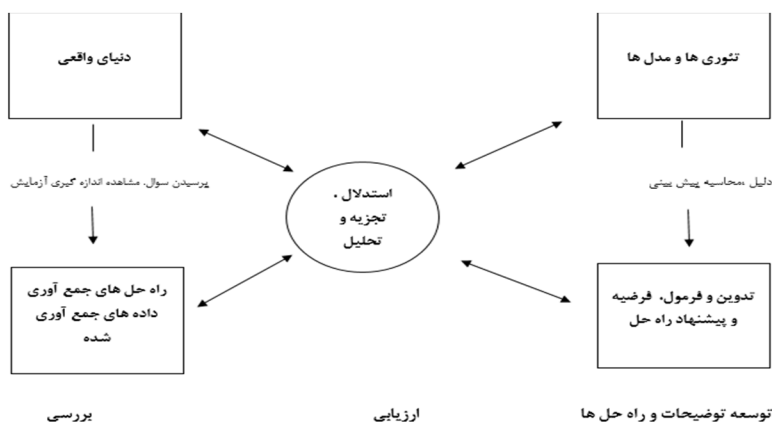 تئوری ها و مدل ها
دنیای واقعی
دلیل ،محاسبه پیش بینی
پرسیدن سوال، مشاهده اندازه گیری آزمایش
استدلال .
تجزیه و
تحلیل
تدوین و فرمول، فرضیه
و پیشنهاد راه حل
راه حل های جمع آوری
داده های جمع آوری
شده
توسعه توضیحات و راه حل ها
ارزیابی
بررسی